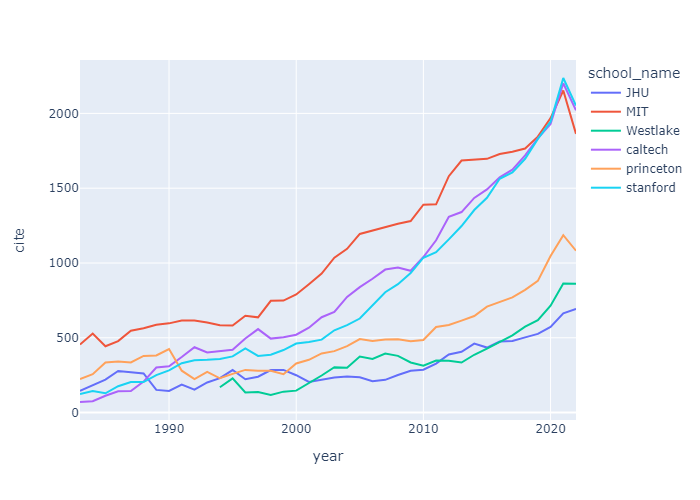 school_name
JHU
MIT
Westlake
caltech
princeton
stanford
cite
2000
1500
1000
500
0
1990
2000
2010
2020
year